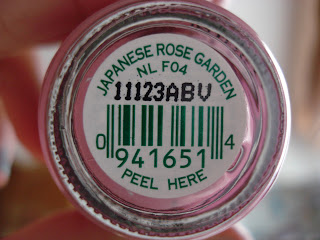 JAPANESE ROSE GARDEN
NL F04
11123ABV
0 941651 4
PEEL HERE